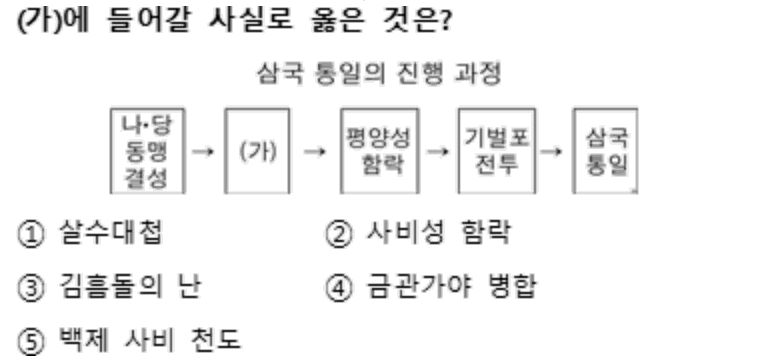 (가)에 들어갈 사실로 옳은 것은?
삼국 통일의 진행 과정
나·당 동맹 결성 → (가) → 평양성 함락 → 기벌포 전투 → 삼국 통일
① 살수대첩 ② 사비성 함락
③ 김흠돌의 난 ④ 금관가야 병합
⑤ 백제 사비 천도